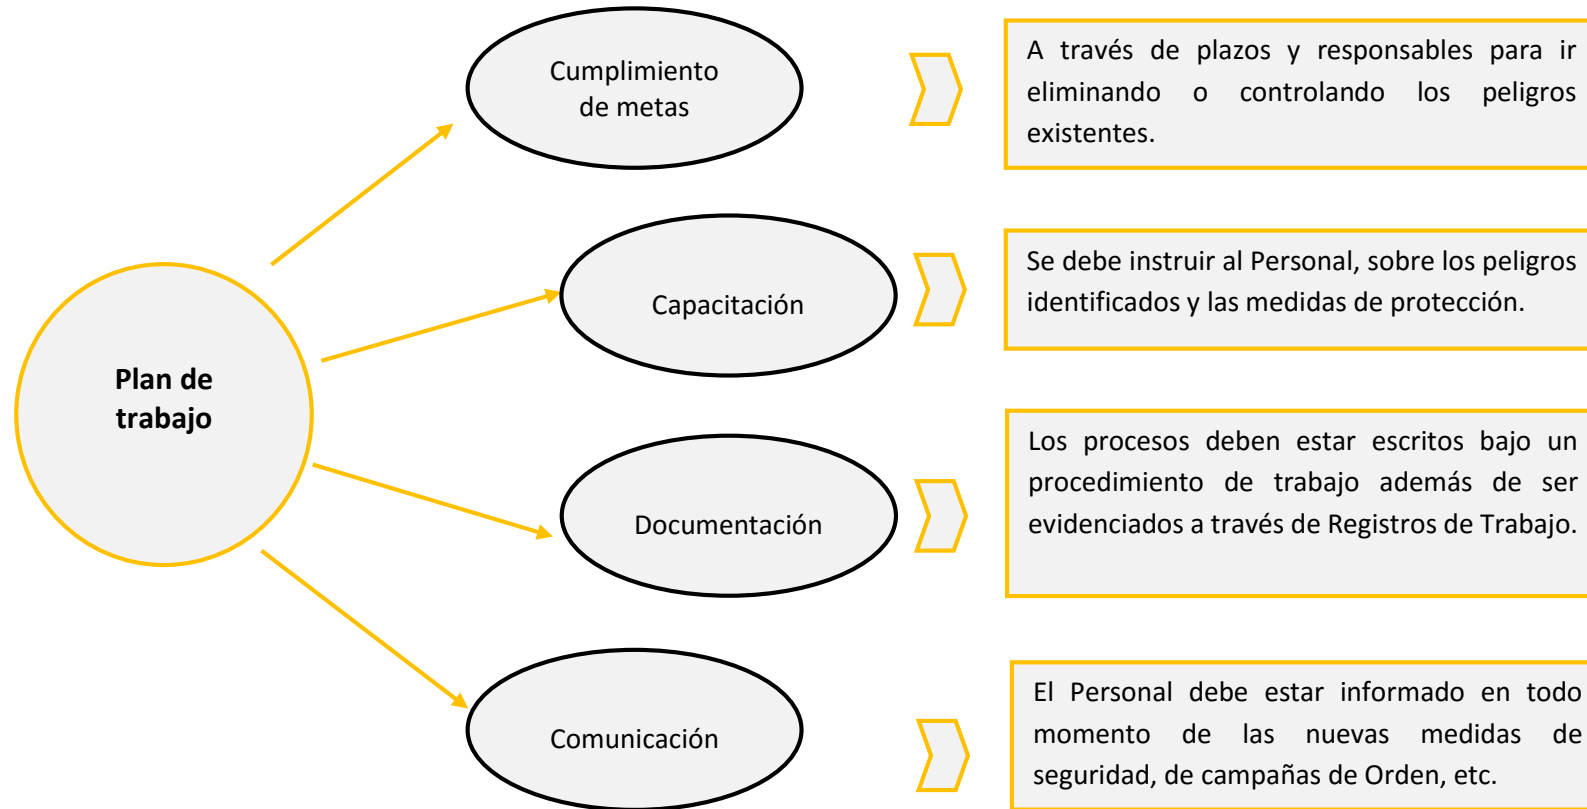 Cumplimiento
de metas
A través de plazos y responsables para ir
eliminando o controlando los peligros
existentes.
Capacitación
Se debe instruir al Personal, sobre los peligros
identificados y las medidas de protección.
Plan de
trabajo
Documentación
Los procesos deben estar escritos bajo un
procedimiento de trabajo además de ser
evidenciados a través de Registros de Trabajo.
Comunicación
El Personal debe estar informado en todo
momento de las nuevas medidas de
seguridad, de campañas de Orden, etc.